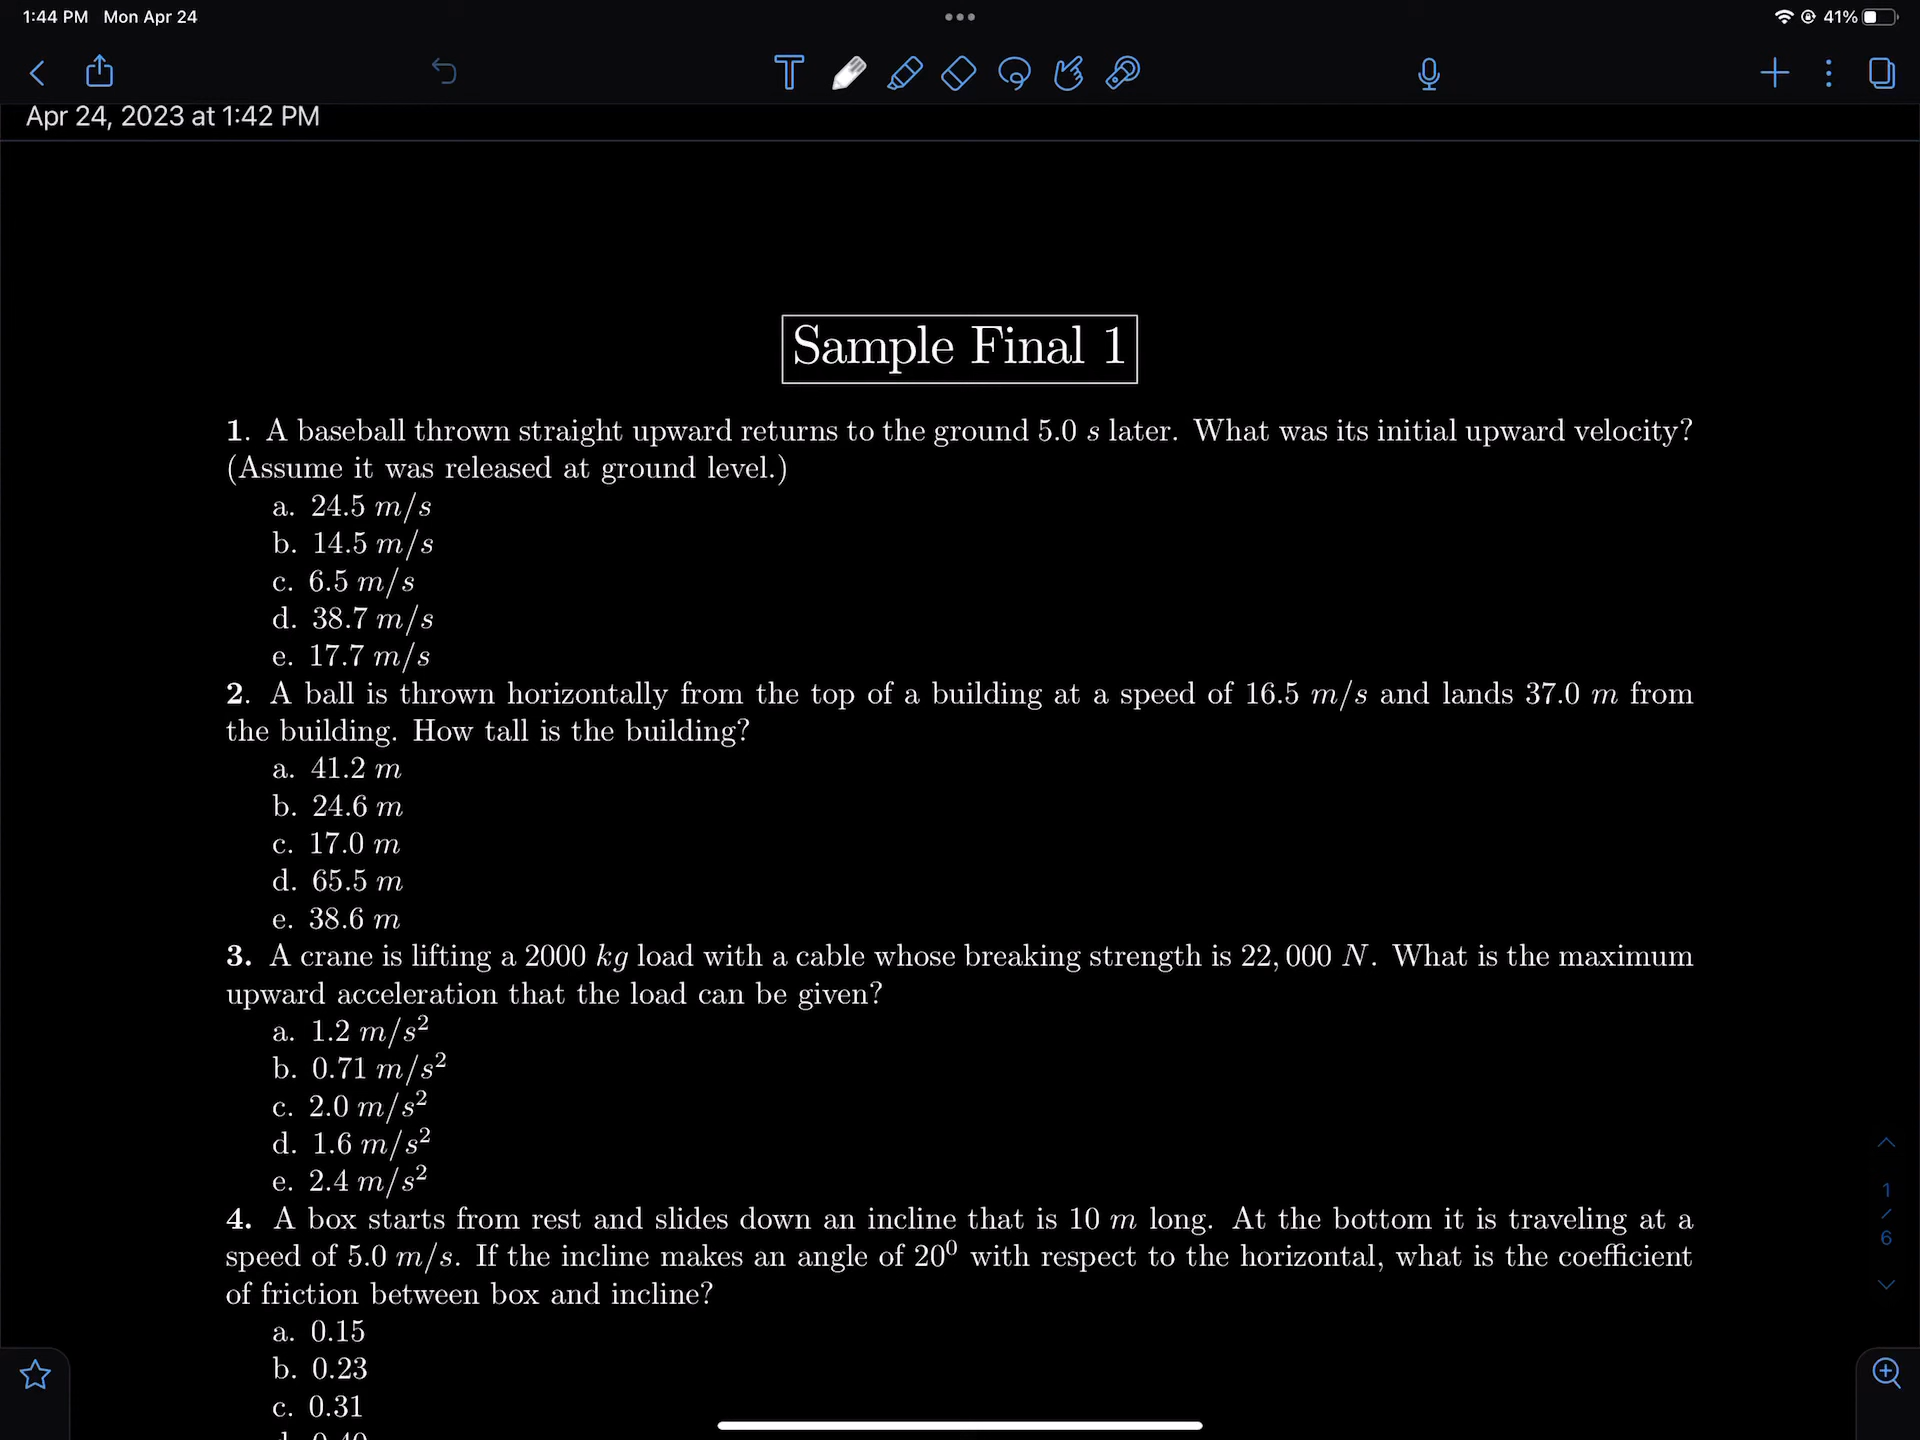 1:44 PM Mon Apr 24
41%
Apr 24, 2023 at 1:42 PM
Sample Final 1
1. A baseball thrown straight upward returns to the ground 5.0 s later. What was its initial upward velocity?
(Assume it was released at ground level.)
a. 24.5 m/s
b. 14.5 m/s
c. 6.5 m/s
d. 38.7 m/s
e. 17.7 m/s
2. A ball is thrown horizontally from the top of a building at a speed of 16.5 m/s and lands 37.0 m from
the building. How tall is the building?
a. 41.2 m
b. 24.6 m
c. 17.0 m
d. 65.5 m
e. 38.6 m
3. A crane is lifting a 2000 kg load with a cable whose breaking strength is 22,000 N. What is the maximum
upward acceleration that the load can be given?
a. 1.2 m/s²
b. 0.71 m/s²
c. 2.0 m/s²
d. 1.6 m/s²
e. 2.4 m/s²
4. A box starts from rest and slides down an incline that is 10 m long. At the bottom it is traveling at a
speed of 5.0 m/s. If the incline makes an angle of 20⁰ with respect to the horizontal, what is the coefficient
of friction between box and incline?
a. 0.15
b. 0.23
c. 0.31
1
/
6